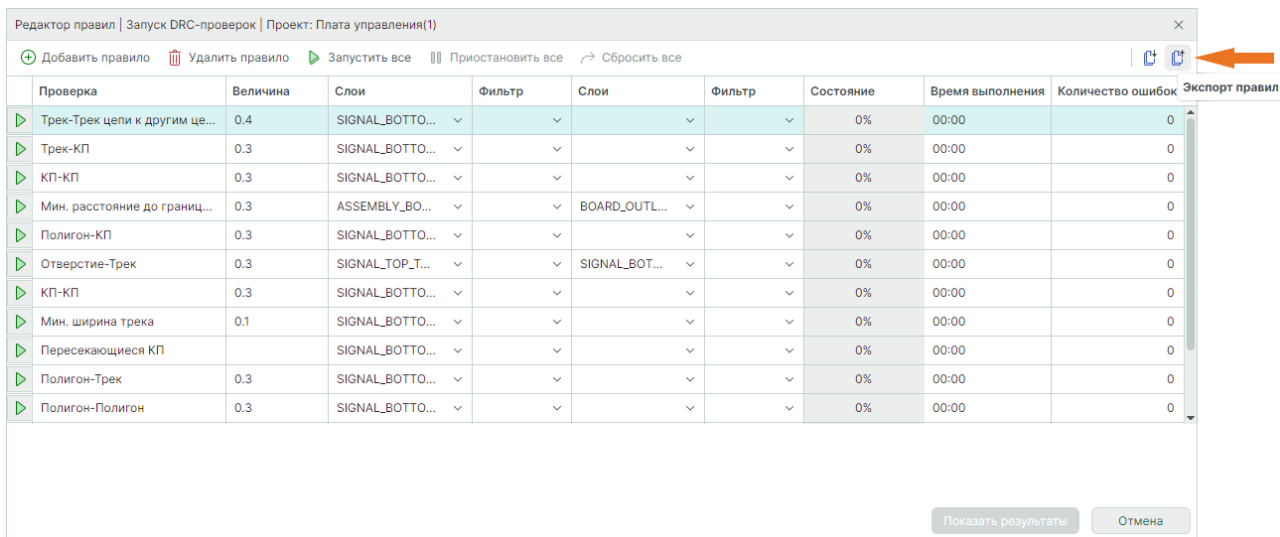 Редактор правил | Запуск DRC-проверок | Проект: Плата управления(1)
Добавить правило Удалить правило Запустить все Приостановить все Сбросить все
Экспорт правил
Проверка Величина Слои Фильтр Слои Фильтр Состояние Время выполнения Количество ошибок
Трек-Трек цепи к другим це... 0.4 SIGNAL_BOTTO... 0% 00:00 0
Трек-КП 0.3 SIGNAL_BOTTO... 0% 00:00 0
КП-КП 0.3 SIGNAL_BOTTO... 0% 00:00 0
Мин. расстояние до границ... 0.3 ASSEMBLY_BO... BOARD_OUTL... 0% 00:00 0
Полигон-КП 0.3 SIGNAL_BOTTO... 0% 00:00 0
Отверстие-Трек 0.3 SIGNAL_TOP_T... SIGNAL_BOT... 0% 00:00 0
КП-КП 0.3 SIGNAL_BOTTO... 0% 00:00 0
Мин. ширина трека 0.1 SIGNAL_BOTTO... 0% 00:00 0
Пересекающиеся КП SIGNAL_BOTTO... 0% 00:00 0
Полигон-Трек 0.3 SIGNAL_BOTTO... 0% 00:00 0
Полигон-Полигон 0.3 SIGNAL_BOTTO... 0% 00:00 0
Показать результаты Отмена